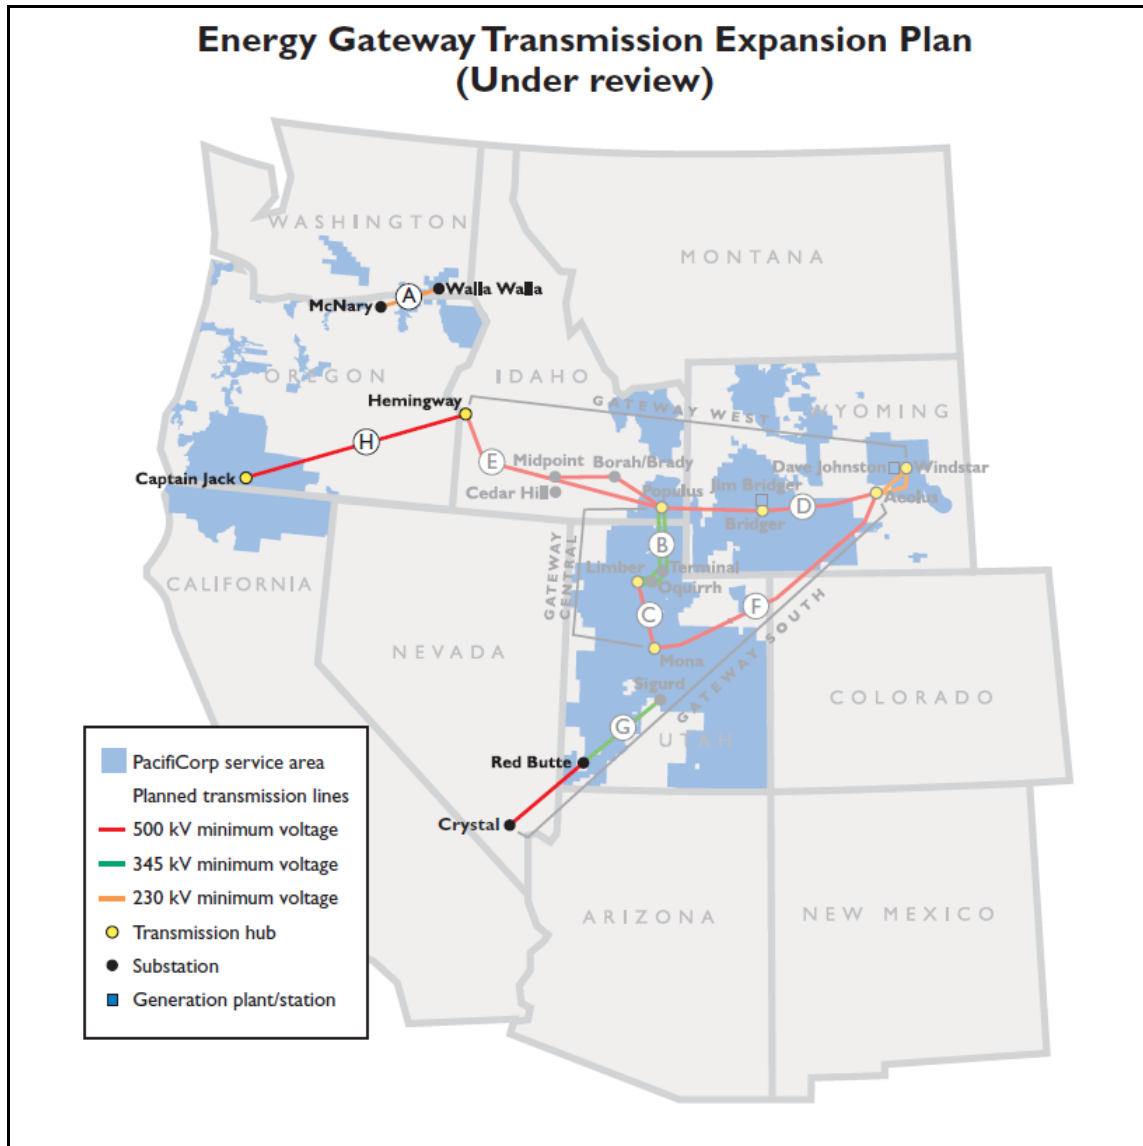 Energy Gateway Transmission Expansion Plan
(Under review)
WASHINGTON
MONTANA
Walla Walla
A
McNary
OREGON
IDAHO
Hemingway
GATEWAY WEST
WYOMING
H
E
Midpoint
Borah/Brady
Dave Johnston
Windstar
Captain Jack
Cedar Hill
Populus
Jim Bridger
Aeolus
D
Bridger
GATEWAY CENTRAL
B
Limber
Terminal
Oquirrh
CALIFORNIA
C
F
GATEWAY SOUTH
NEVADA
Mona
Sigurd
COLORADO
G
UTAH
Red Butte
Crystal
PacifiCorp service area
Planned transmission lines
500 kV minimum voltage
345 kV minimum voltage
230 kV minimum voltage
Transmission hub
Substation
Generation plant/station
ARIZONA
NEW MEXICO